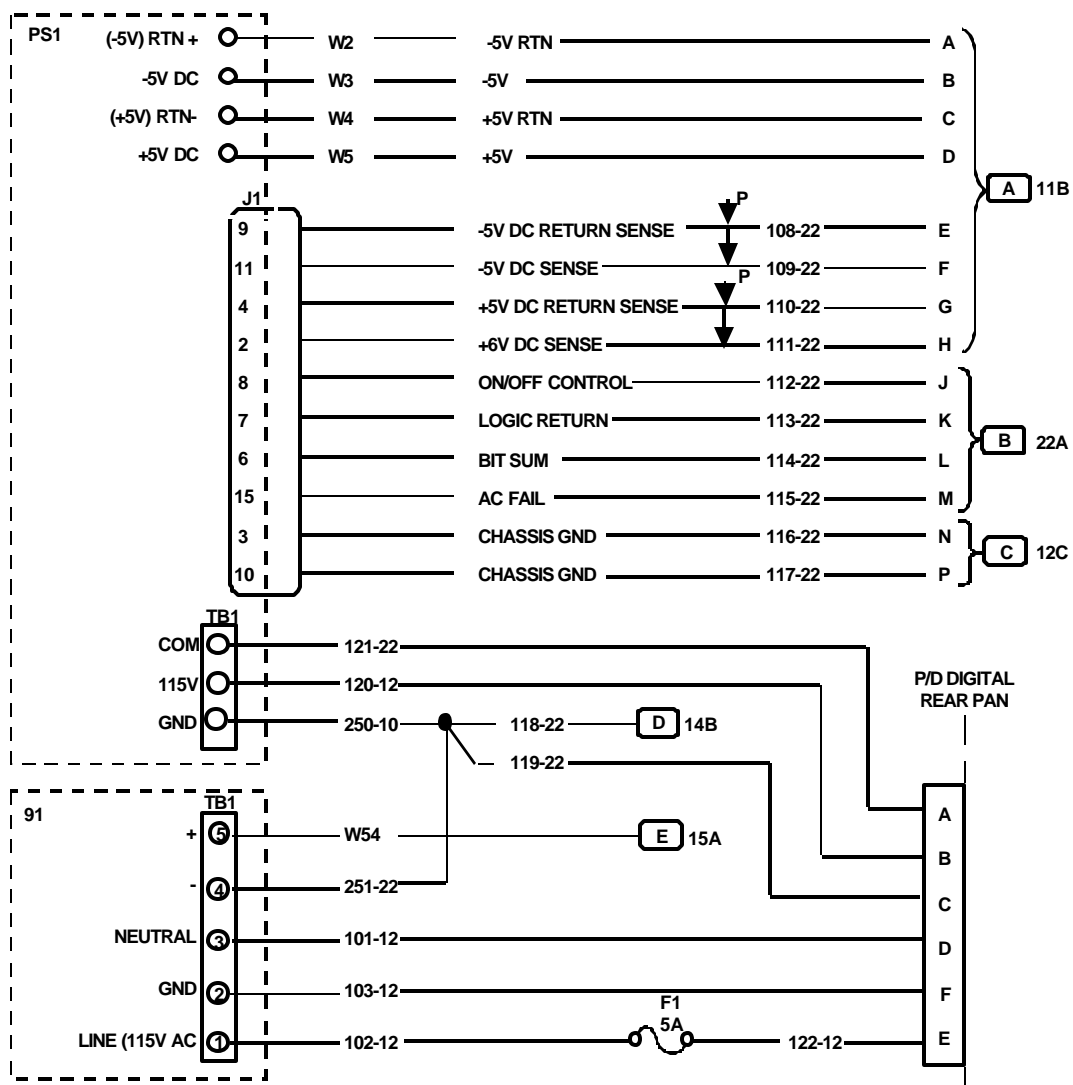 PS1 (-5V) RTN + W2 -5V RTN A
-5V DC W3 -5V B
(+5V) RTN- W4 +5V RTN C
+5V DC W5 +5V D
A 11B
J1 P
9 -5V DC RETURN SENSE 108-22 E
11 -5V DC SENSE 109-22 F
P
4 +5V DC RETURN SENSE 110-22 G
2 +6V DC SENSE 111-22 H
8 ON/OFF CONTROL 112-22 J
7 LOGIC RETURN 113-22 K
B 22A
6 BIT SUM 114-22 L
15 AC FAIL 115-22 M
3 CHASSIS GND 116-22 N
C 12C
10 CHASSIS GND 117-22 P
TB1
COM 121-22
115V 120-12
P/D DIGITAL
REAR PAN
GND 250-10 118-22 D 14B
119-22
91 TB1
A
+ 5 W54 E 15A
B
- 4 251-22
C
NEUTRAL 3 101-12 D
GND 2 103-12 F
F1
5A
LINE (115V AC 1 102-12 122-12 E